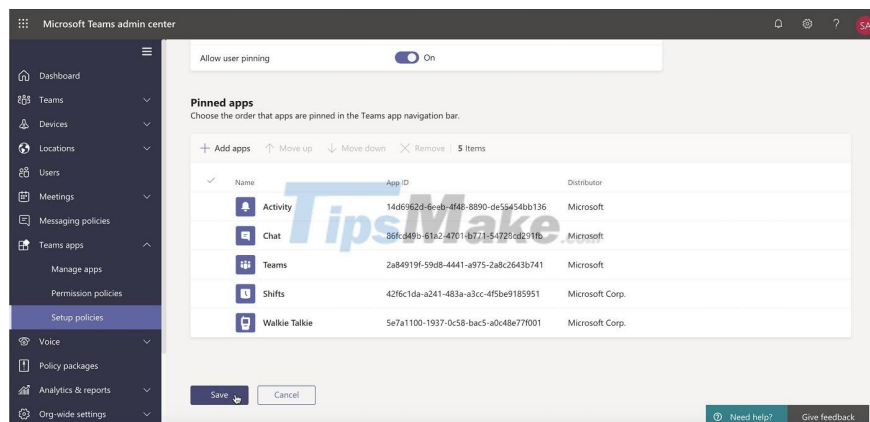 Microsoft Teams admin center
SA
Allow user pinning On
Dashboard
Teams
Devices
Locations
Users
Meetings
Messaging policies
Teams apps
Manage apps
Permission policies
Setup policies
Voice
Policy packages
Analytics & reports
Org-wide settings
Pinned apps
Choose the order that apps are pinned in the Teams app navigation bar.
Add apps Move up Move down Remove 5 Items
Name App ID Distributor
Activity 14d6962d-6eeb-4f48-8890-de55454bb136 Microsoft
Chat 86fcd49b-61a2-4701-b771-54728cd291fb Microsoft
Teams 2a84919f-59d8-4441-a975-2a8c2643b741 Microsoft
Shifts 42f6c1da-a241-483a-a3cc-4f5be9185951 Microsoft Corp.
Walkie Talkie 5e7a1100-1937-0c58-bac5-a0c48e77f001 Microsoft Corp.
TipsMake.com
Save Cancel
Need help? Give feedback